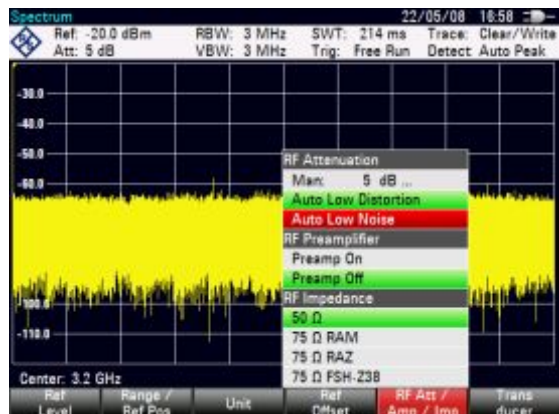 Spectrum 22/05/08 16:58
Ref: -20.0 dBm RBW: 3 MHz SWT: 214 ms Trace: Clear/Write
Att: 5 dB VBW: 3 MHz Trig: Free Run Detect: Auto Peak
-30.0
-40.0
-50.0
-60.0
-100.0
-110.0
RF Attenuation
Man: 5 dB ...
Auto Low Distortion
Auto Low Noise
RF Preamplifier
Preamp On
Preamp Off
RF Impedance
50 Ω
75 Ω RAM
75 Ω RAZ
75 Ω FSH-Z38
Center: 3.2 GHz
Ref Level
Range / Ref Pos
Unit
Ref Offset
RF Att / Amp / Imp
Trans ducer